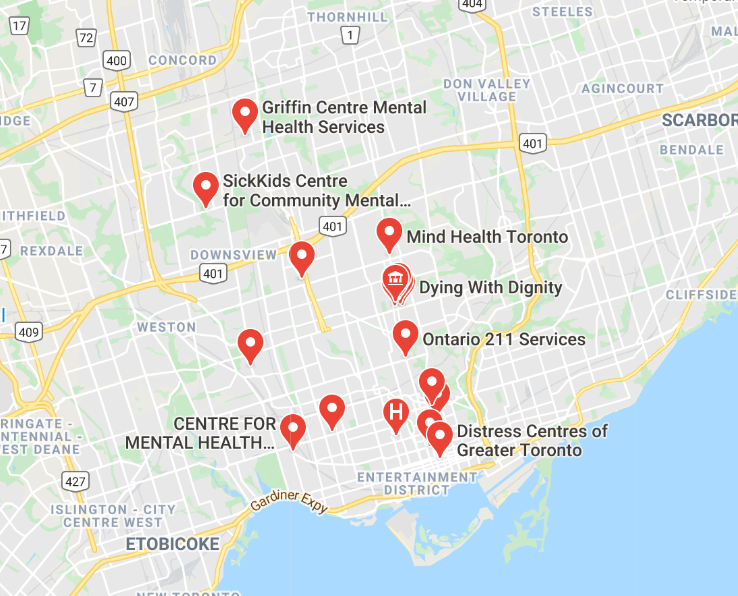 404
THORNHILL
STEELES
17
72
1
400
CONCORD
7
407
DON VALLEY
VILLAGE
AGINCOURT
Griffin Centre Mental
Health Services
SCARBOR
401
BENDALE
SickKids Centre
for Community Mental...
401
Mind Health Toronto
REXDALE
DOWNSVIEW
401
Dying With Dignity
CLIFFSIDE
409
WESTON
Ontario 211 Services
H
CENTRE FOR
MENTAL HEALTH...
Distress Centres of
Greater Toronto
427
ENTERTAINMENT
DISTRICT
Gardiner Expy
ISLINGTON - CITY
CENTRE WEST
ETOBICOKE
NEW TORONTO